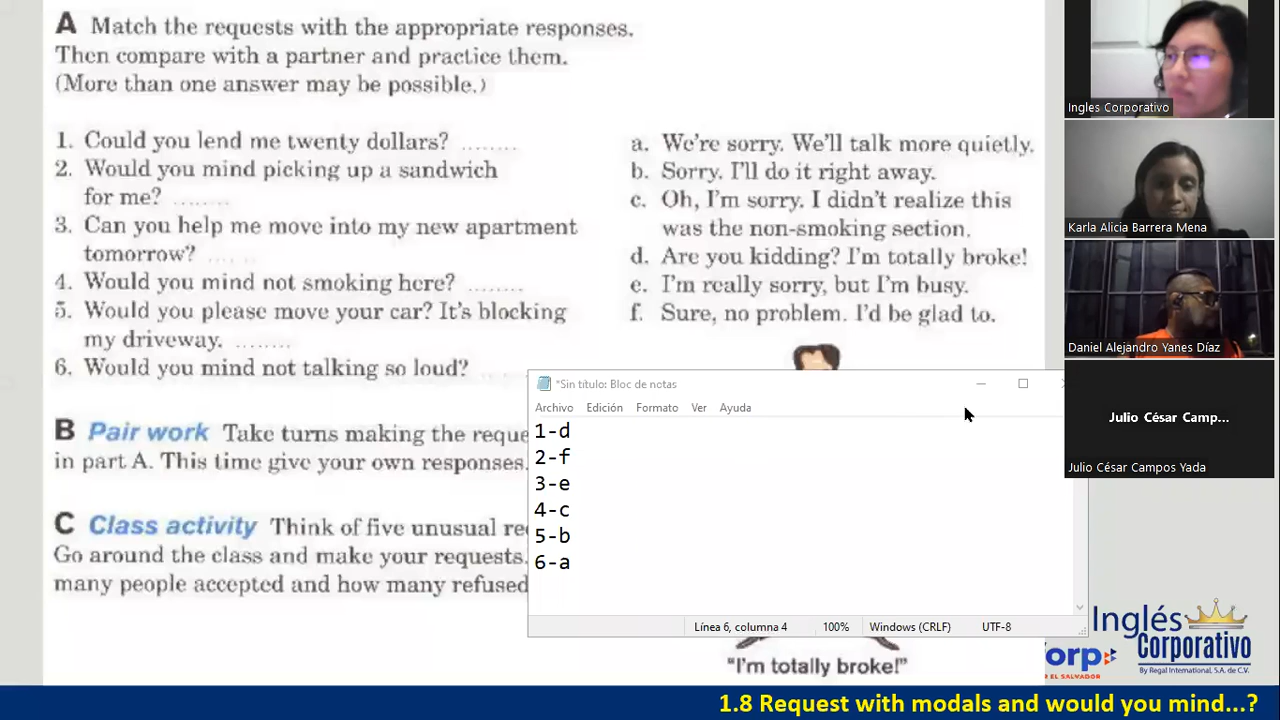 A Match the requests with the appropriate responses.
Then compare with a partner and practice them.
(More than one answer may be possible.)
1. Could you lend me twenty dollars? ........
2. Would you mind picking up a sandwich
for me? ........
3. Can you help me move into my new apartment
tomorrow? ........
4. Would you mind not smoking here? ........
5. Would you please move your car? It's blocking
my driveway. ........
6. Would you mind not talking so loud?
a. We're sorry. We'll talk more quietly.
b. Sorry. I'll do it right away.
c. Oh, I'm sorry. I didn't realize this
was the non-smoking section.
d. Are you kidding? I'm totally broke!
e. I'm really sorry, but I'm busy.
f. Sure, no problem. I'd be glad to.
B Pair work Take turns making the reque
in part A. This time give your own responses.
C Class activity Think of five unusual re
Go around the class and make your requests.
many people accepted and how many refused
*Sin título: Bloc de notas
Archivo Edición Formato Ver Ayuda
1-d
2-f
3-e
4-c
5-b
6-a
Línea 6, columna 4 100% Windows (CRLF) UTF-8
"I'm totally broke!"
Ingles Corporativo
Karla Alicia Barrera Mena
Daniel Alejandro Yanes Díaz
Julio César Camp...
Julio César Campos Yada
Inglés
Corporativo
By Regal International, S.A. de C.V.
orp
EL SALVADOR
1.8 Request with modals and would you mind...?